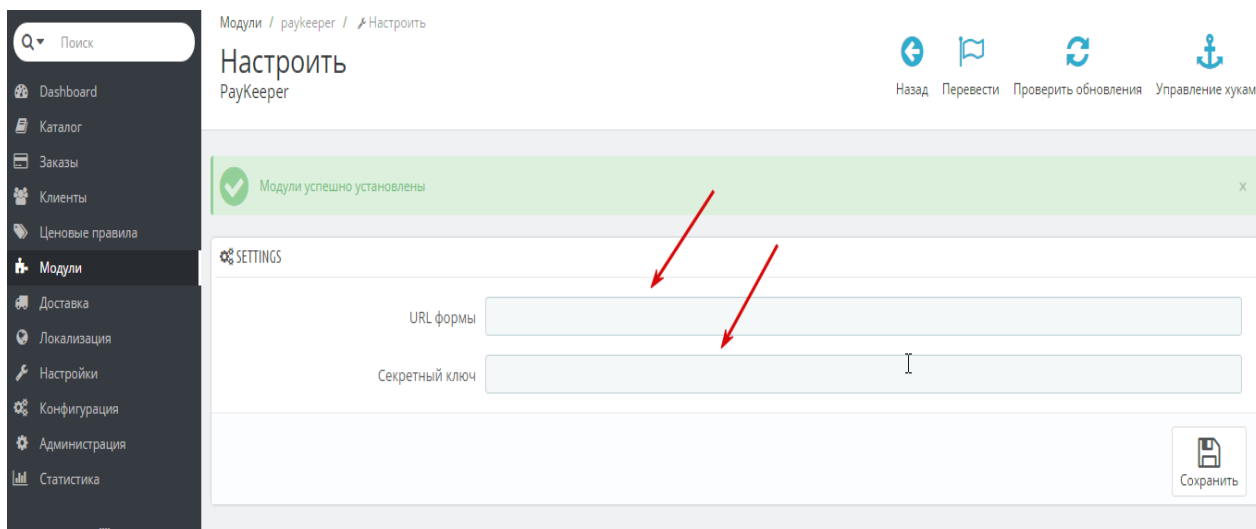 Поиск
Dashboard
Каталог
Заказы
Клиенты
Ценовые правила
Модули
Доставка
Локализация
Настройки
Конфигурация
Администрация
Статистика
Модули / paykeeper / Настроить
Настроить
PayKeeper
Назад Перевести Проверить обновления Управление хукам
Модули успешно установлены x
SETTINGS
URL формы
Секретный ключ
Сохранить